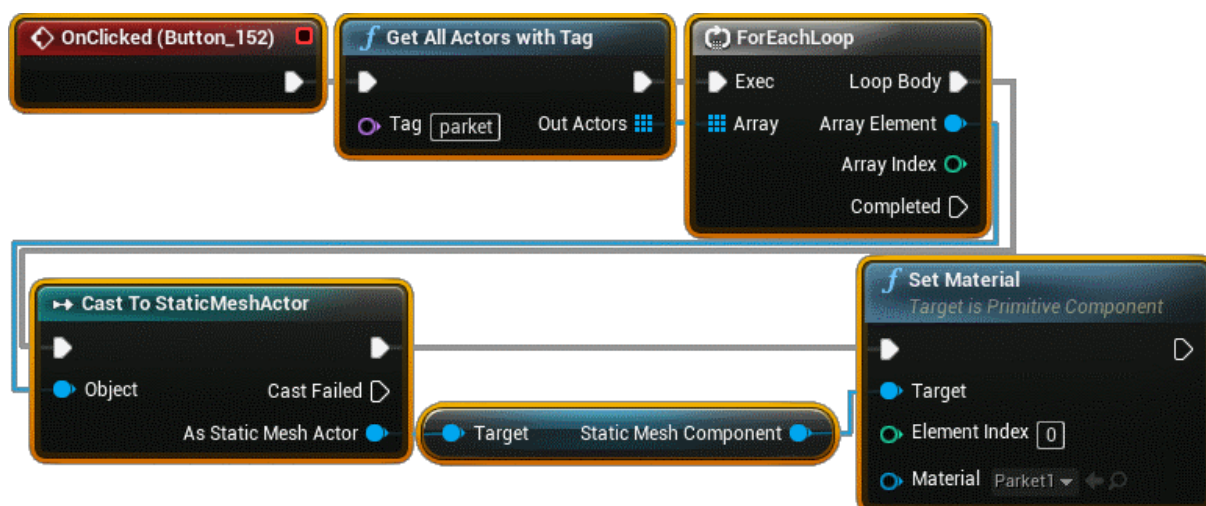 OnClicked (Button_152)
Get All Actors with Tag
Tag parket
Out Actors
ForEachLoop
Exec
Loop Body
Array
Array Element
Array Index
Completed
Cast To StaticMeshActor
Object
Cast Failed
As Static Mesh Actor
Target
Static Mesh Component
Set Material
Target is Primitive Component
Target
Element Index 0
Material Parket1